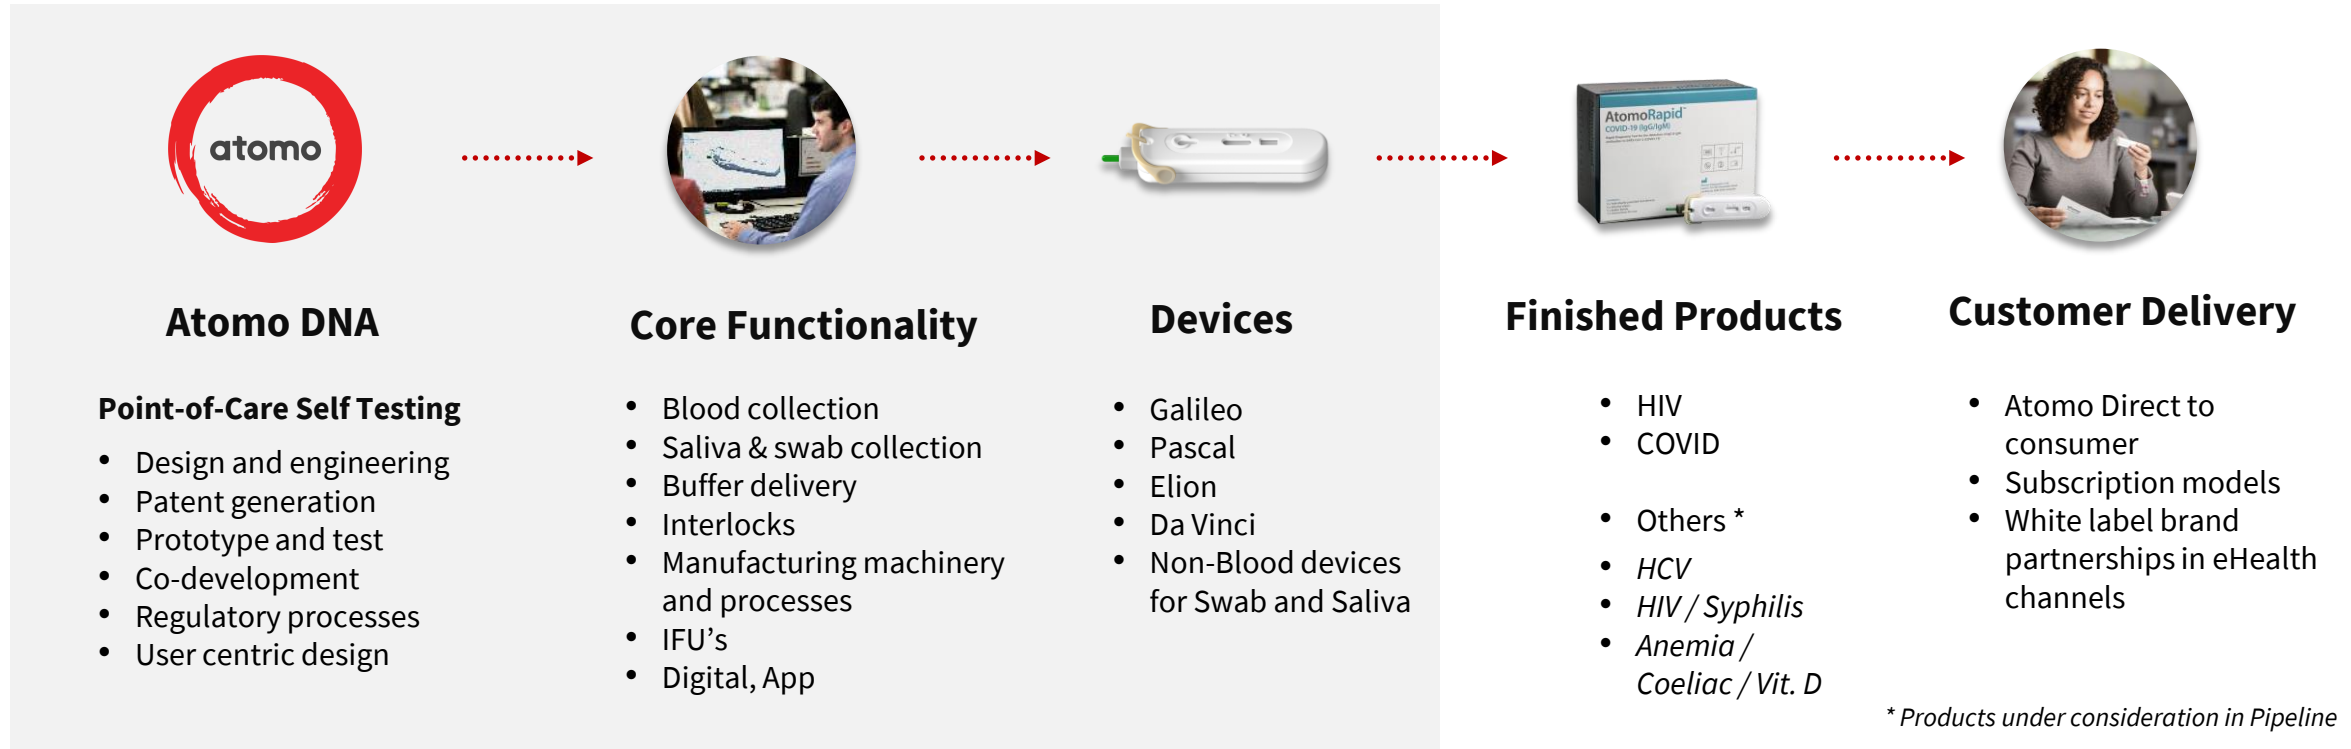 atomo
Atomo DNA
Point-of-Care Self Testing
• Design and engineering
• Patent generation
• Prototype and test
• Co-development
• Regulatory processes
• User centric design
Core Functionality
• Blood collection
• Saliva & swab collection
• Buffer delivery
• Interlocks
• Manufacturing machinery
and processes
• IFU’s
• Digital, App
Devices
• Galileo
• Pascal
• Elion
• Da Vinci
• Non-Blood devices
for Swab and Saliva
AtomoRapid™
COVID-19 (IgG/IgM)
Finished Products
• HIV
• COVID
• Others *
• HCV
• HIV / Syphilis
• Anemia /
Coeliac / Vit. D
Customer Delivery
• Atomo Direct to
consumer
• Subscription models
• White label brand
partnerships in eHealth
channels
* Products under consideration in Pipeline